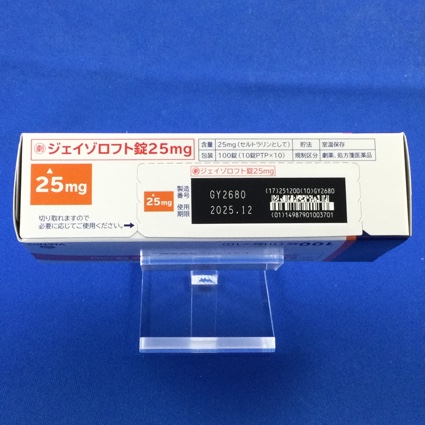 劇 ジェイゾロフト錠25mg
含量 25mg(セルトラリンとして) 貯法 室温保存
包装 100錠(10錠PTP×10) 規制区分 劇薬、処方箋医薬品
25mg
切り取れますので
必要に応じてご使用ください。
劇 ジェイゾロフト錠25mg
25mg
製造番号 GY2680
使用期限 2025.12
(17)251200(10)GY2680
(01)14987901003701